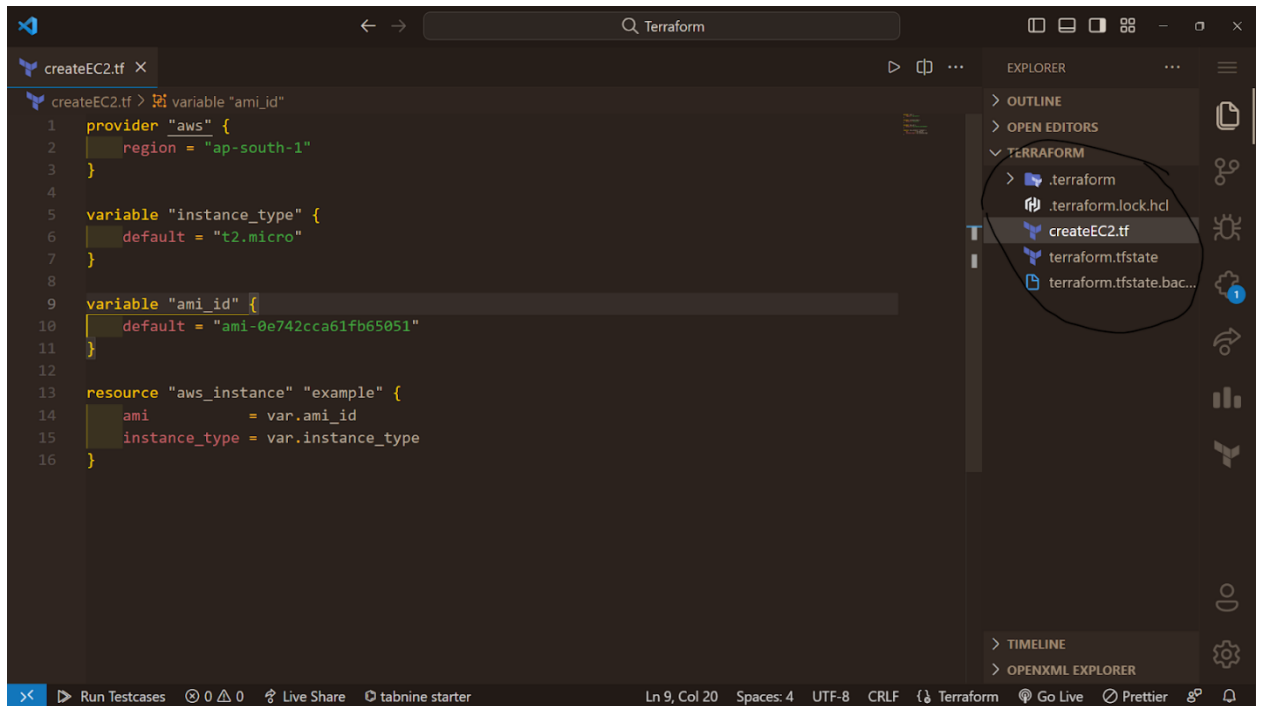 Terraform
createEC2.tf
EXPLORER
createEC2.tf > variable "ami_id"
1 provider "aws" {
2     region = "ap-south-1"
3 }
4
5 variable "instance_type" {
6     default = "t2.micro"
7 }
8
9 variable "ami_id" {
10     default = "ami-0e742cca61fb65051"
11 }
12
13 resource "aws_instance" "example" {
14     ami           = var.ami_id
15     instance_type = var.instance_type
16 }
OUTLINE
OPEN EDITORS
TERRAFORM
.terraform
.terraform.lock.hcl
createEC2.tf
terraform.tfstate
terraform.tfstate.bac...
1
TIMELINE
OPENXML EXPLORER
Run Testcases 0 0 Live Share tabnine starter Ln 9, Col 20 Spaces: 4 UTF-8 CRLF Terraform Go Live Prettier